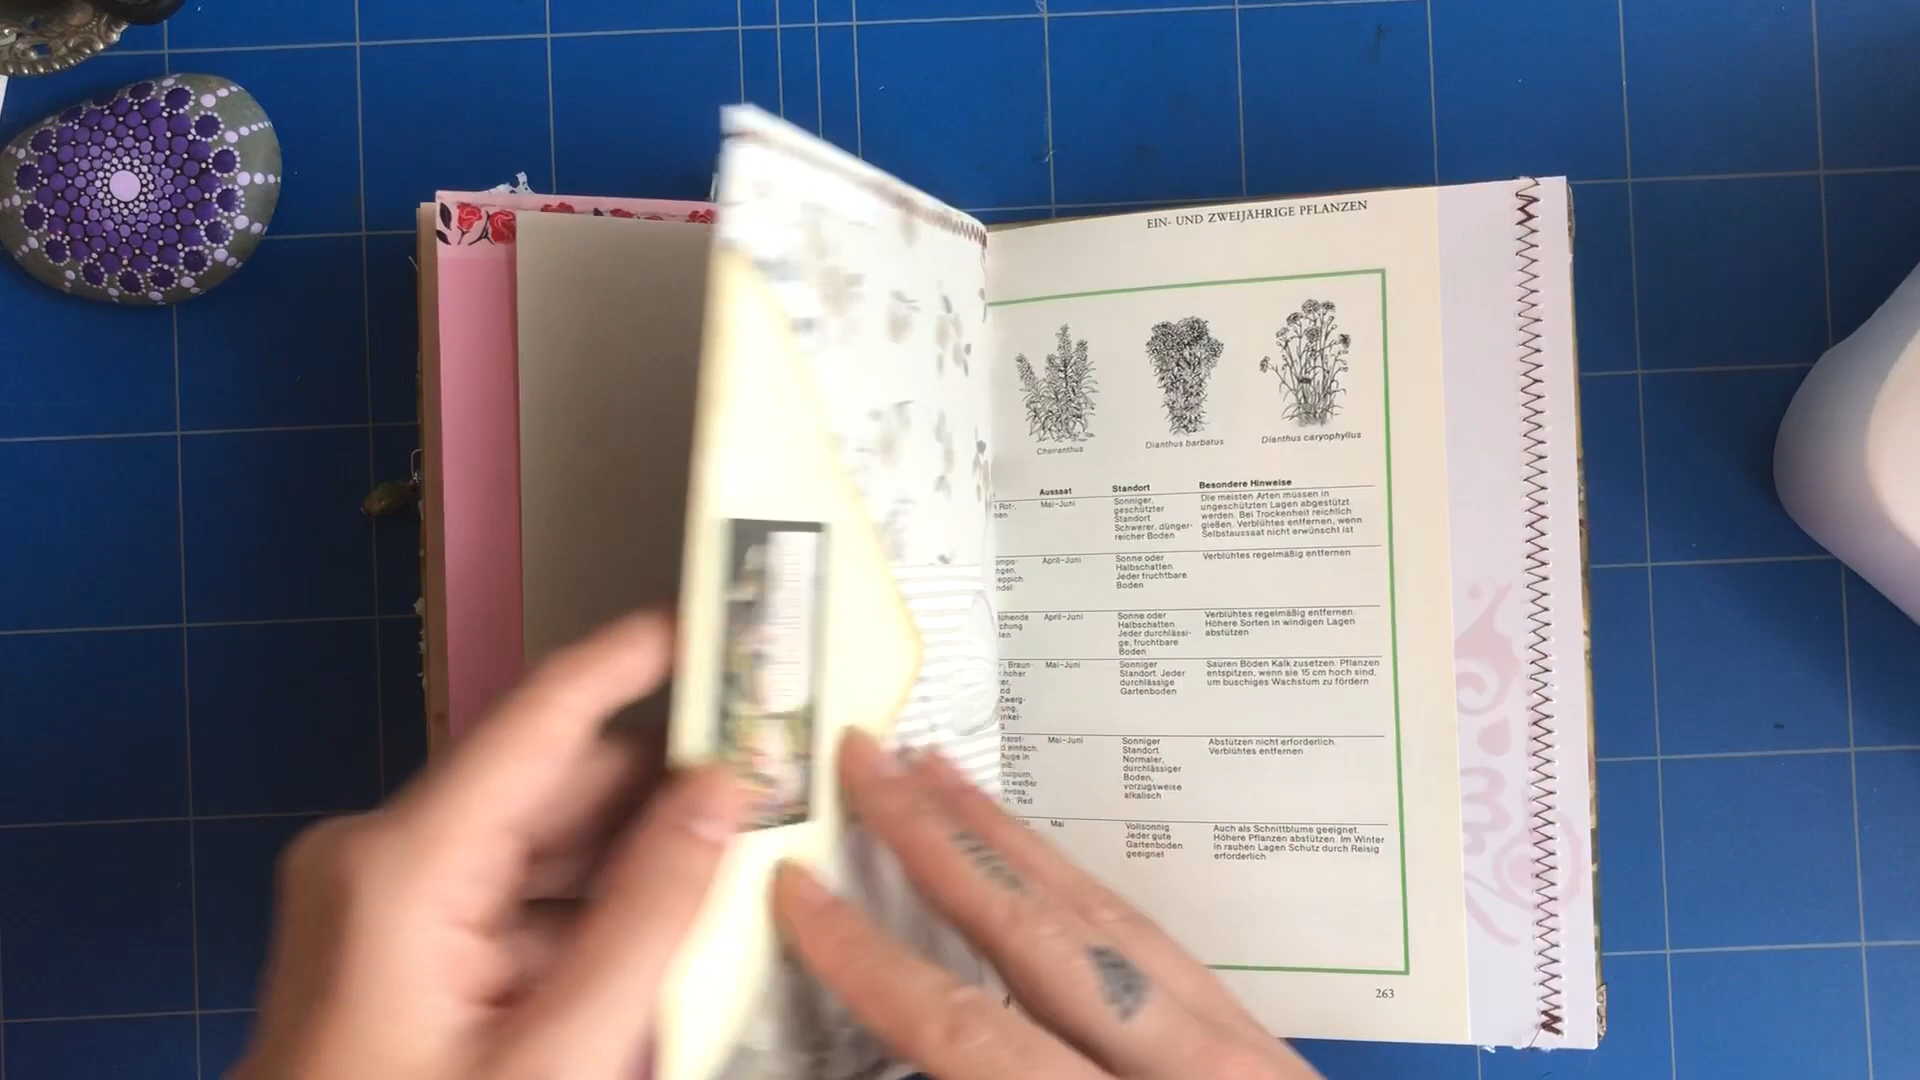 EIN- UND ZWEIJÄHRIGE PFLANZEN
Cheiranthus
Dianthus barbatus
Dianthus caryophyllus
Aussaat Standort Besondere Hinweise
Rot-, Mai-Juni Sonniger, Die meisten Arten müssen in
geschützter ungeschützten Lagen abgestützt
Standort. werden. Bei Trockenheit reichlich
Schwerer, dünger- gießen. Verblühtes entfernen, wenn
reicher Boden Selbstaussaat nicht erwünscht ist
April-Juni Sonne oder Verblühtes regelmäßig entfernen
Halbschatten
Jeder fruchtbare
Boden
April-Juni Sonne oder Verblühtes regelmäßig entfernen.
Halbschatten. Höhere Sorten in windigen Lagen
Jeder durchlässi- abstützen
ge, fruchtbare
Boden
Braun- Mai-Juni Sonniger Sauren Böden Kalk zusetzen. Pflanzen
hoher Standort. Jeder entspitzen, wenn sie 15 cm hoch sind,
durchlässige um buschiges Wachstum zu fördern
Gartenboden
Mai-Juni Sonniger Abstützen nicht erforderlich.
Standort. Verblühtes entfernen
Normaler,
durchlässiger
Boden,
vorzugsweise
alkalisch
Mai Vollsonnig. Auch als Schnittblume geeignet.
Jeder gute Höhere Pflanzen abstützen. Im Winter
Gartenboden in rauhen Lagen Schutz durch Reisig
geeignet erforderlich
263